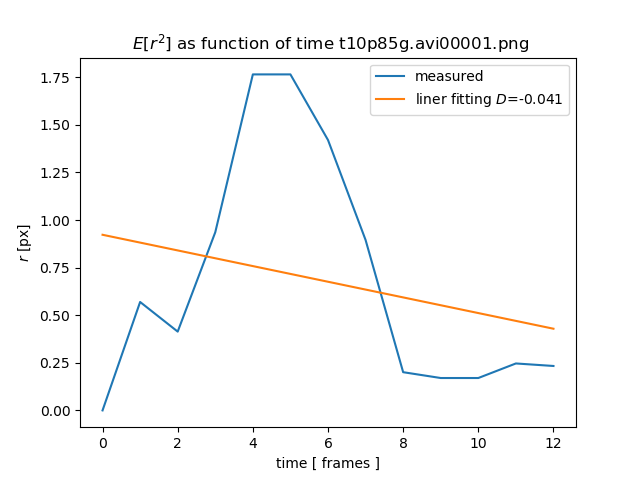 E[r²] as function of time t10p85g.avi00001.png
measured
liner fitting D=-0.041
1.75
1.50
1.25
1.00
0.75
0.50
0.25
0.00
r [px]
0 2 4 6 8 10 12
time [ frames ]